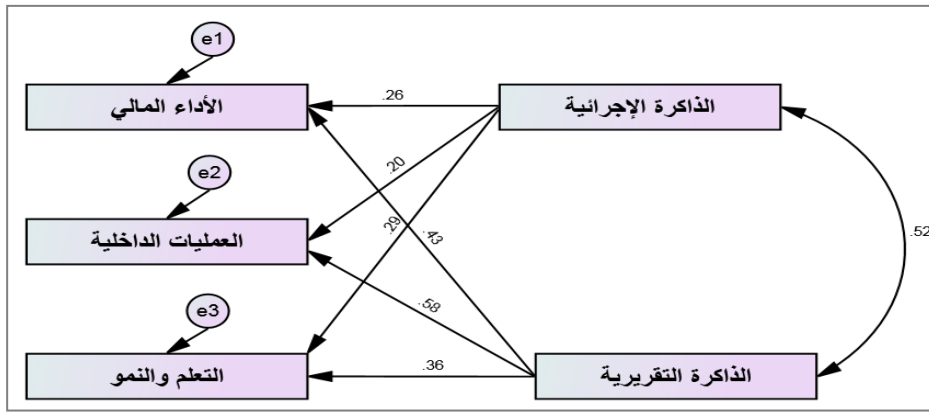 e1
الأداء المالي
.26
الذاكرة الإجرائية
.20
e2
العمليات الداخلية
.29
.43
.52
.58
e3
التعلم والنمو
.36
الذاكرة التقريرية